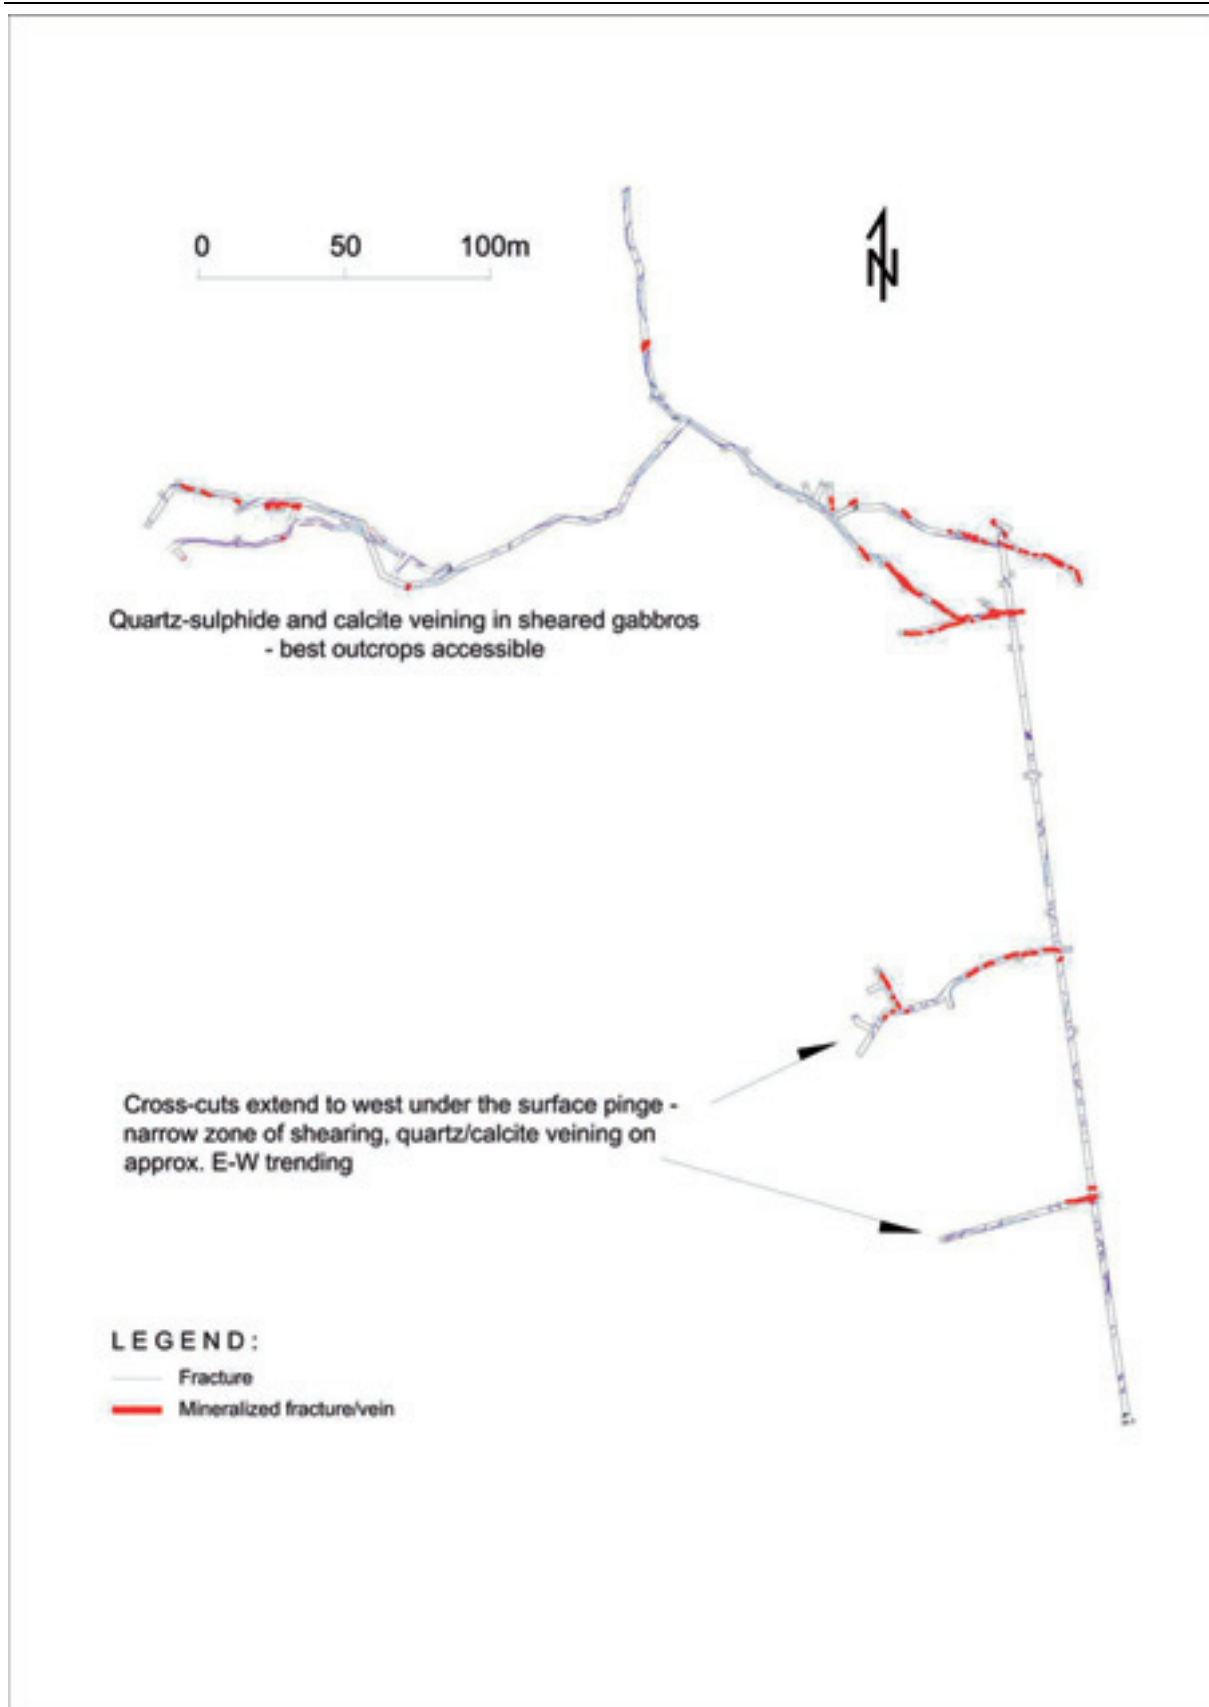 0 50 100m
N
Quartz-sulphide and calcite veining in sheared gabbros
- best outcrops accessible
Cross-cuts extend to west under the surface pinge -
narrow zone of shearing, quartz/calcite veining on
approx. E-W trending
LEGEND:
Fracture
Mineralized fracture/vein